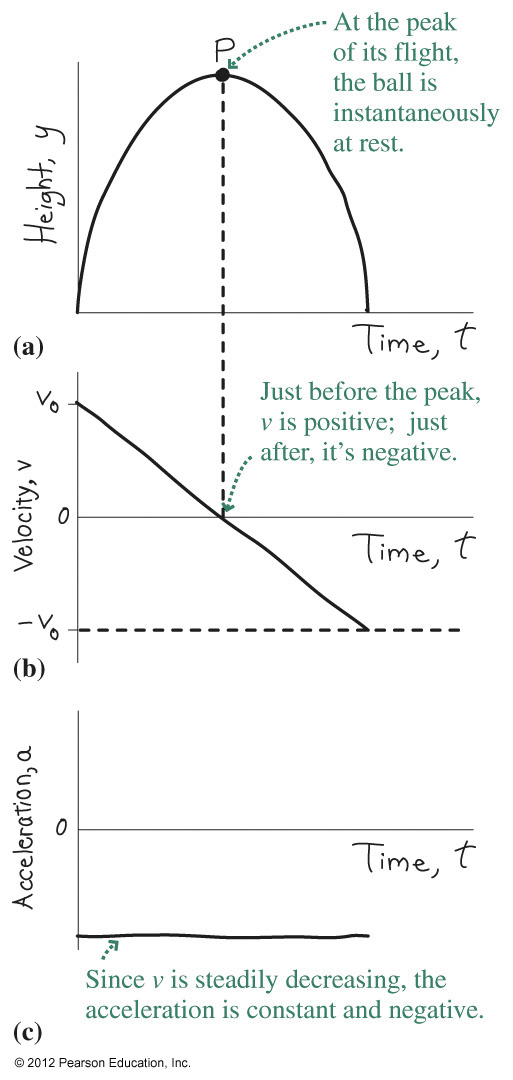 At the peak
of its flight,
the ball is
instantaneously
at rest.
P
Height, y
Time, t
(a)
Just before the peak,
v is positive; just
after, it's negative.
v₀
0
-v₀
Velocity, v
Time, t
(b)
Acceleration, a
0
Time, t
Since v is steadily decreasing, the
acceleration is constant and negative.
(c)
© 2012 Pearson Education, Inc.